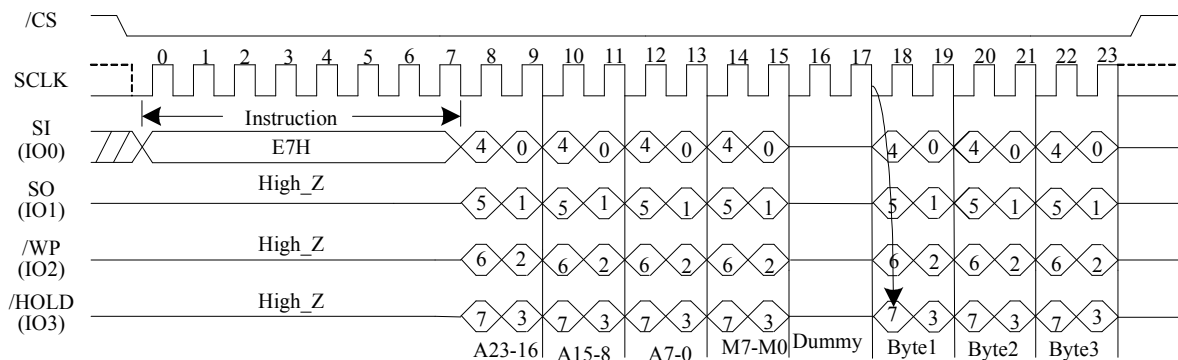 /CS
0 1 2 3 4 5 6 7 8 9 10 11 12 13 14 15 16 17 18 19 20 21 22 23
SCLK
Instruction
SI
(IO0)
E7H
4 0 4 0 4 0 4 0 4 0 4 0 4 0
SO
(IO1)
High_Z
5 1 5 1 5 1 5 1 5 1 5 1 5 1
/WP
(IO2)
High_Z
6 2 6 2 6 2 6 2 6 2 6 2 6 2
/HOLD
(IO3)
High_Z
7 3 7 3 7 3 7 3 7 3 7 3 7 3
A23-16 A15-8 A7-0 M7-M0 Dummy Byte1 Byte2 Byte3